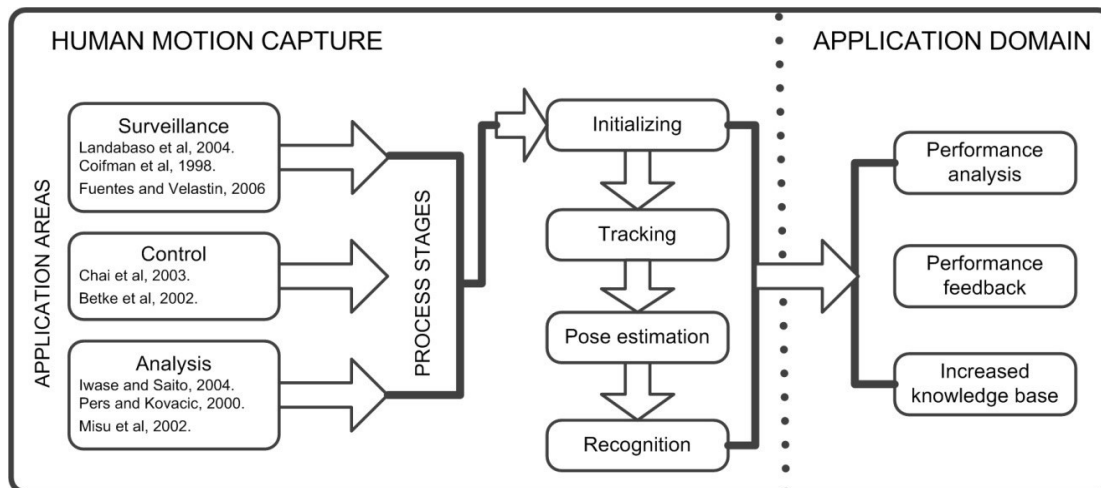 HUMAN MOTION CAPTURE
APPLICATION DOMAIN
APPLICATION AREAS
Surveillance
Landabaso et al, 2004.
Coifman et al, 1998.
Fuentes and Velastin, 2006
Control
Chai et al, 2003.
Betke et al, 2002.
Analysis
Iwase and Saito, 2004.
Pers and Kovacic, 2000.
Misu et al, 2002.
PROCESS STAGES
Initializing
Tracking
Pose estimation
Recognition
Performance
analysis
Performance
feedback
Increased
knowledge base